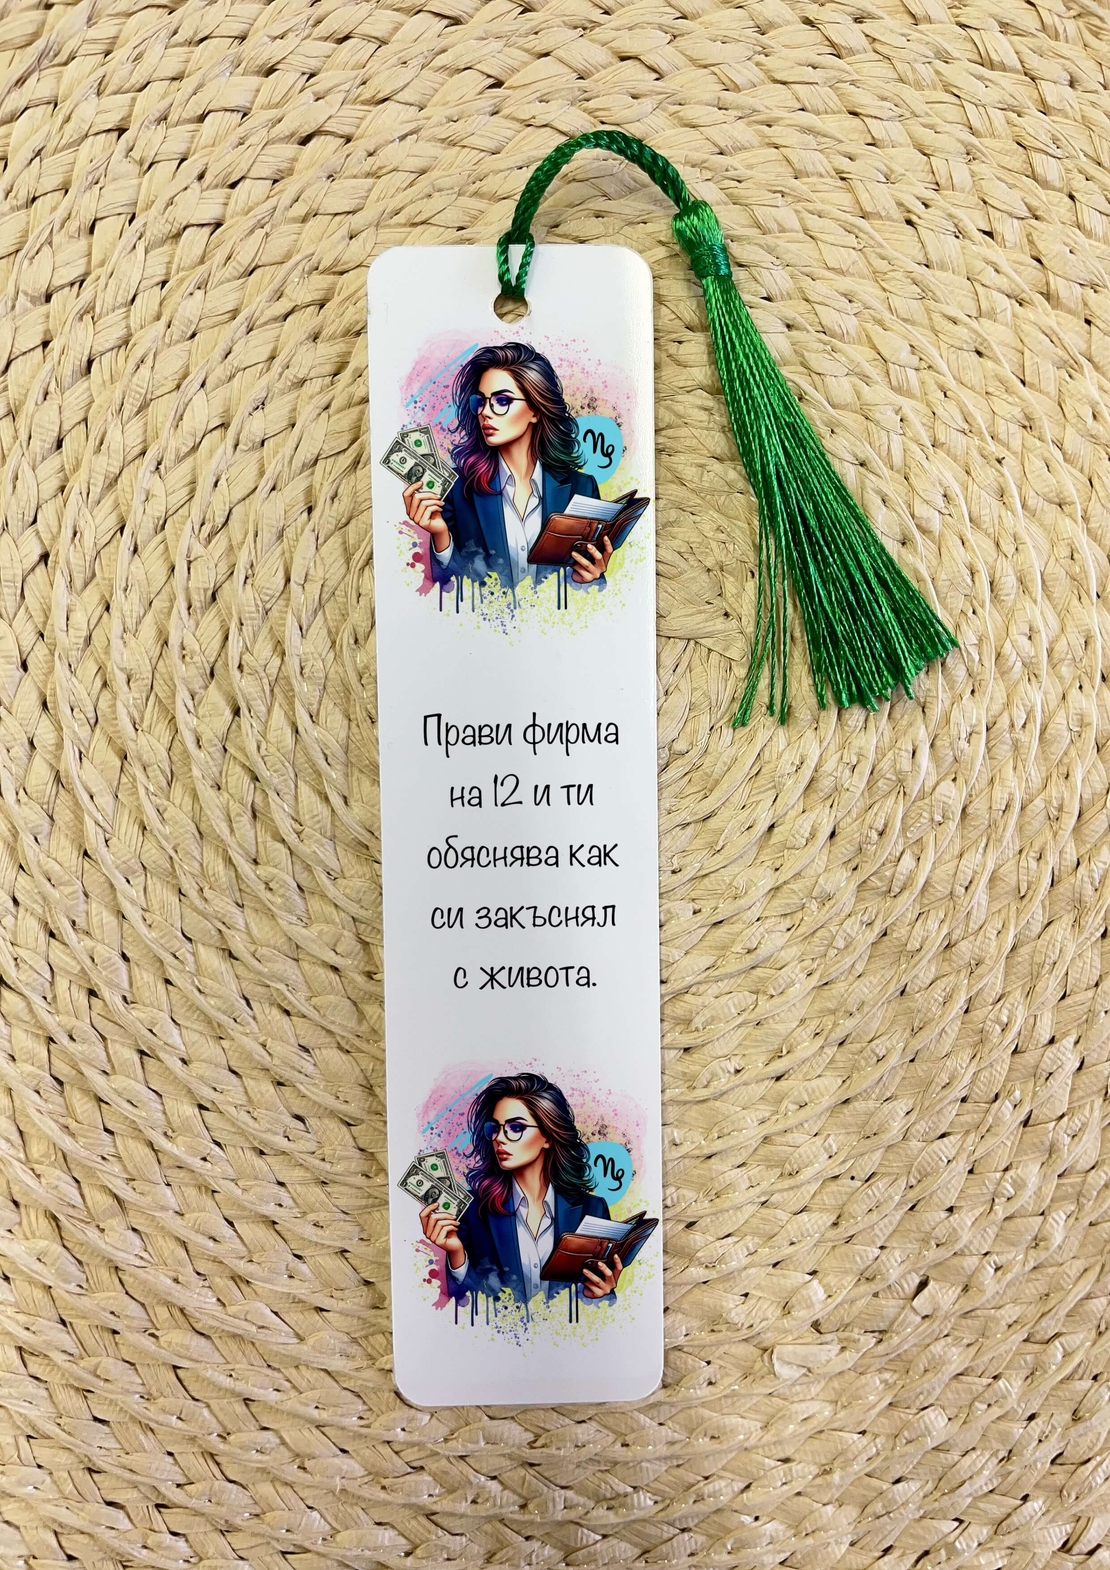 Прави фирма
на 12 и ти
обяснява как
си закъснял
с живота.